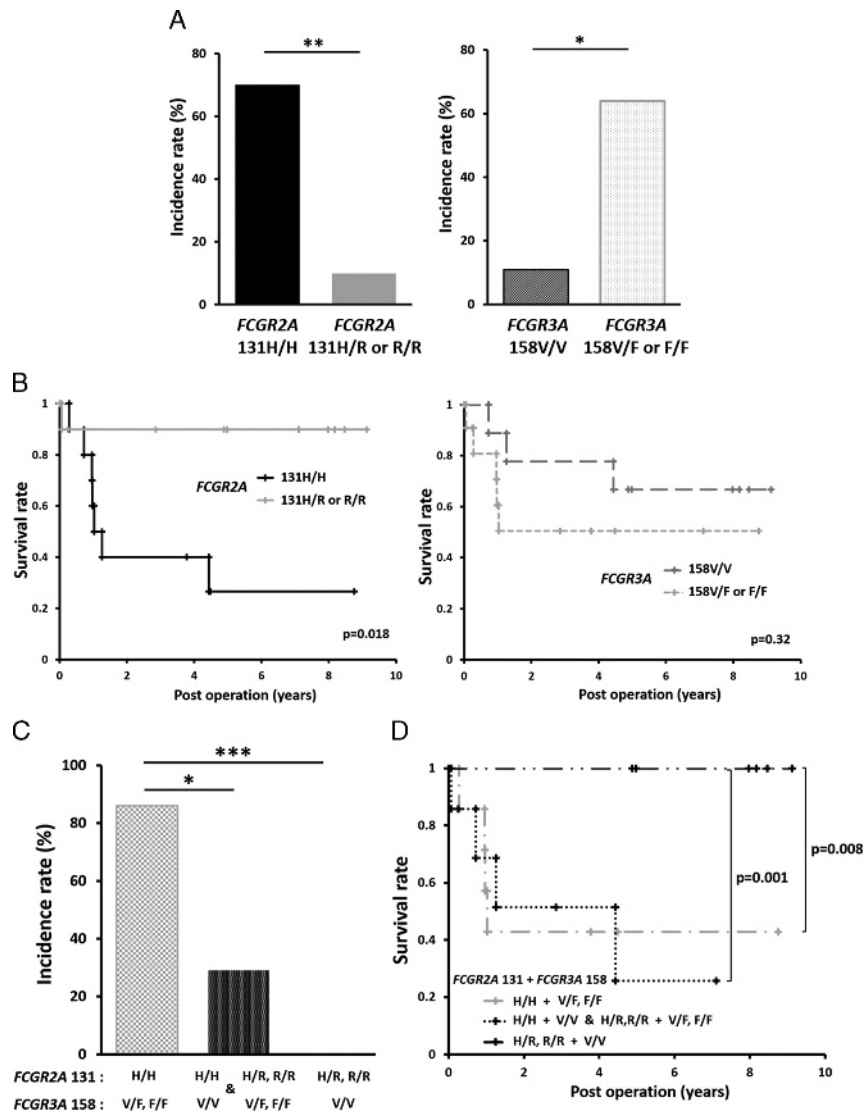 A
**
*
Incidence rate (%)
80
60
40
20
0
FCGR2A
131H/H
FCGR2A
131H/R or R/R
Incidence rate (%)
80
60
40
20
0
FCGR3A
158V/V
FCGR3A
158V/F or F/F
B
Survival rate
1
0.8
0.6
0.4
0.2
0
FCGR2A
131H/H
131H/R or R/R
p=0.018
0 2 4 6 8 10
Post operation (years)
Survival rate
1
0.8
0.6
0.4
0.2
0
FCGR3A
158V/V
158V/F or F/F
p=0.32
0 2 4 6 8 10
Post operation (years)
C
***
*
Incidence rate (%)
100
80
60
40
20
0
FCGR2A 131 : H/H H/H H/R, R/R H/R, R/R
&
FCGR3A 158 : V/F, F/F V/V V/F, F/F V/V
D
Survival rate
1
0.8
0.6
0.4
0.2
0
p=0.008
p=0.001
FCGR2A 131 + FCGR3A 158
H/H + V/F, F/F
H/H + V/V & H/R,R/R + V/F, F/F
H/R, R/R + V/V
0 2 4 6 8 10
Post operation (years)